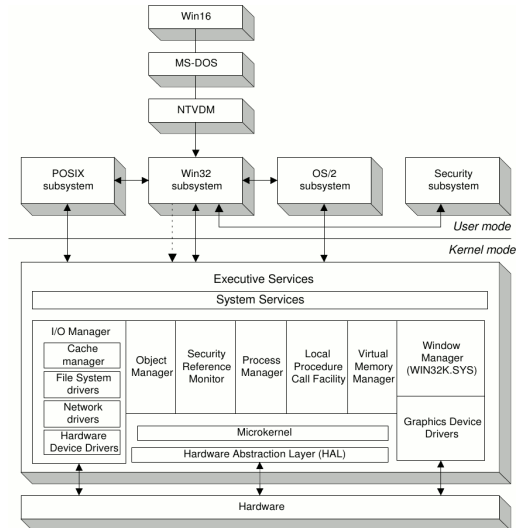 Win16
MS-DOS
NTVDM
POSIX
subsystem
Win32
subsystem
OS/2
subsystem
Security
subsystem
User mode
Kernel mode
Executive Services
System Services
I/O Manager
Cache
manager
File System
drivers
Network
drivers
Hardware
Device Drivers
Object
Manager
Security
Reference
Monitor
Process
Manager
Local
Procedure
Call Facility
Virtual
Memory
Manager
Window
Manager
(WIN32K.SYS)
Graphics Device
Drivers
Microkernel
Hardware Abstraction Layer (HAL)
Hardware